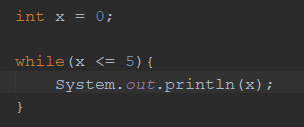 int x = 0;
while(x <= 5){
System.out.println(x);
}